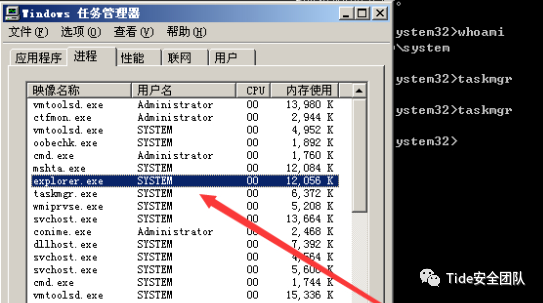 Windows 任务管理器
文件(F) 选项(O) 查看(V) 帮助(H)
应用程序 进程 性能 联网 用户
映像名称 用户名 CPU 内存使用
vmtoolsd.exe Administrator 00 13,980 K
ctfmon.exe Administrator 00 2,944 K
vmtoolsd.exe SYSTEM 00 4,952 K
oobechk.exe SYSTEM 00 1,892 K
cmd.exe Administrator 00 1,760 K
mshta.exe SYSTEM 00 12,084 K
explorer.exe SYSTEM 00 12,056 K
taskmgr.exe SYSTEM 00 6,372 K
wmiprvse.exe SYSTEM 00 5,208 K
svchost.exe SYSTEM 00 13,664 K
conime.exe Administrator 00 2,468 K
dllhost.exe SYSTEM 00 7,392 K
svchost.exe SYSTEM 00 4,564 K
svchost.exe SYSTEM 00 5,608 K
cmd.exe SYSTEM 00 1,744 K
vmtoolsd.exe SYSTEM 00 15,336 K
。
ystem32>whoami
\system
ystem32>taskmgr
ystem32>taskmgr
ystem32>
Tide安全团队